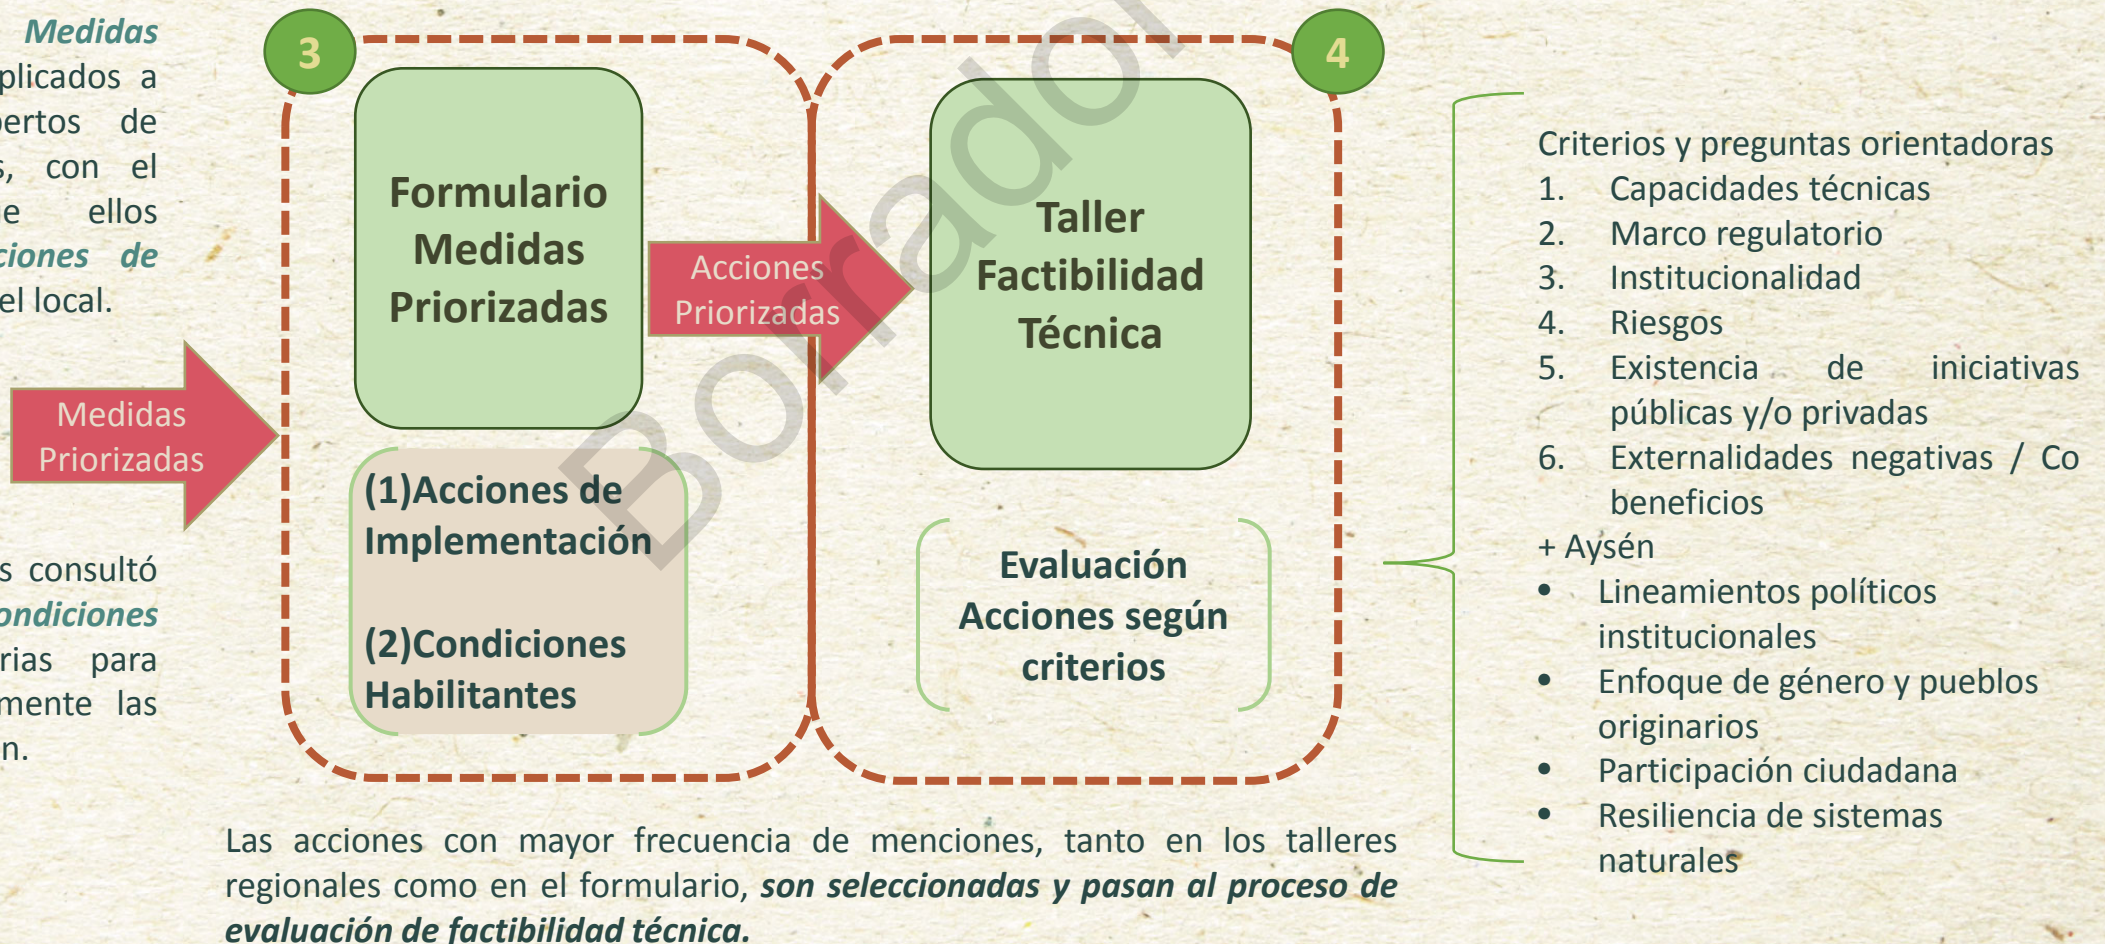 Medidas
plicados a
pertos de
s, con el
ue ellos
ciones de
el local.
Medidas
Priorizadas
s consultó
ondiciones
rias para
mente las
n.
3
Formulario
Medidas
Priorizadas
(1)Acciones de
Implementación
(2)Condiciones
Habilitantes
Acciones
Priorizadas
4
Taller
Factibilidad
Técnica
Evaluación
Acciones según
criterios
Borrador
Criterios y preguntas orientadoras
1. Capacidades técnicas
2. Marco regulatorio
3. Institucionalidad
4. Riesgos
5. Existencia de iniciativas
públicas y/o privadas
6. Externalidades negativas / Co
beneficios
+ Aysén
• Lineamientos políticos
institucionales
• Enfoque de género y pueblos
originarios
• Participación ciudadana
• Resiliencia de sistemas
naturales
Las acciones con mayor frecuencia de menciones, tanto en los talleres
regionales como en el formulario, son seleccionadas y pasan al proceso de
evaluación de factibilidad técnica.